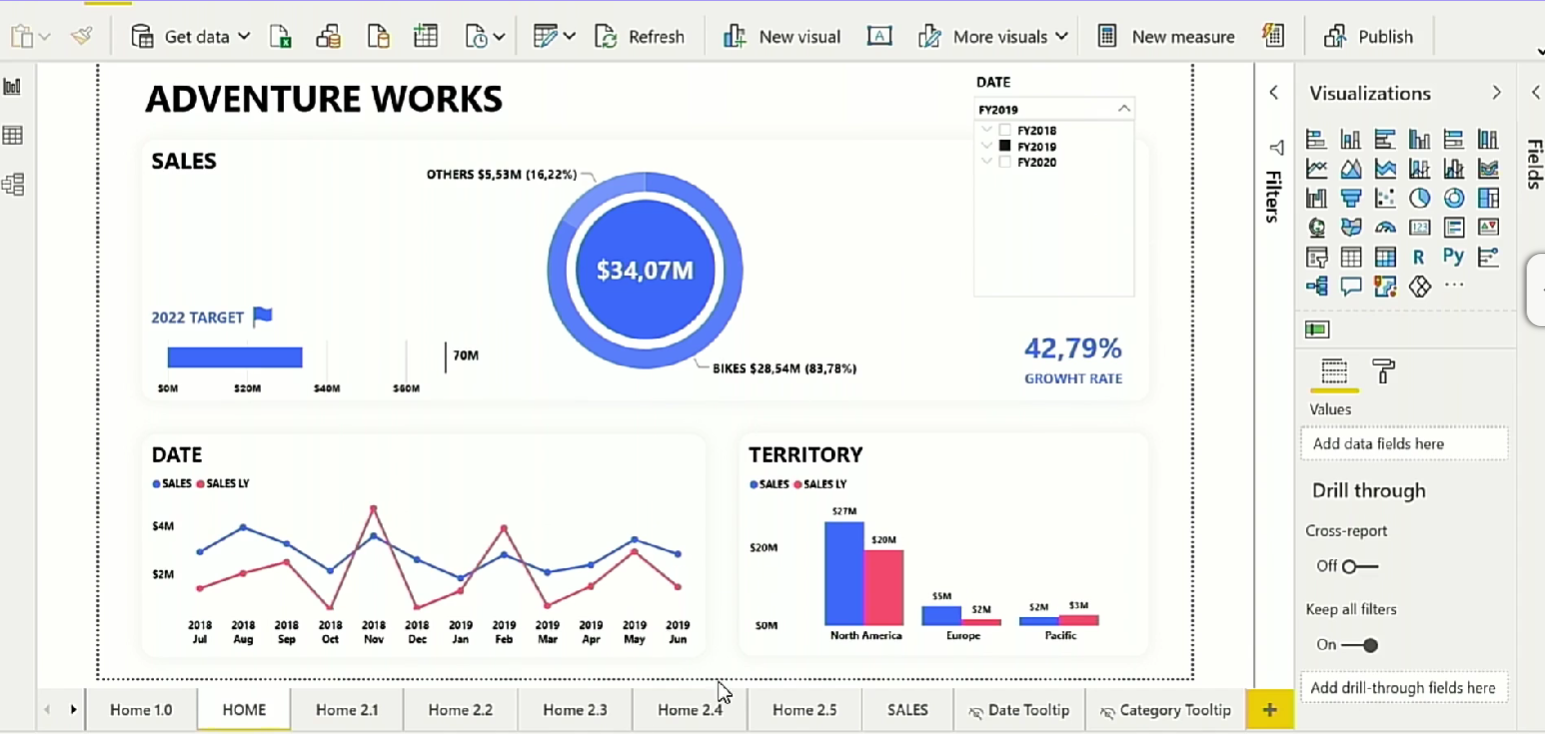 Get data
Refresh
New visual
A
More visuals
New measure
Publish
ADVENTURE WORKS
DATE
FY2019
FY2018
FY2019
FY2020
SALES
OTHERS $5,53M (16,22%)
$34,07M
BIKES $28,54M (83,78%)
2022 TARGET
70M
$0M $20M $40M $60M
42,79%
GROWHT RATE
DATE
SALES SALES LY
$4M
$2M
2018 2018 2018 2018 2018 2018 2019 2019 2019 2019 2019 2019
Jul Aug Sep Oct Nov Dec Jan Feb Mar Apr May Jun
TERRITORY
SALES SALES LY
$27M
$20M
$20M
$5M
$2M
$2M
$3M
$0M
North America Europe Pacific
Filters
Visualizations
123
R Py
Values
Add data fields here
Drill through
Cross-report
Off
Keep all filters
On
Add drill-through fields here
Fields
Home 1.0 HOME Home 2.1 Home 2.2 Home 2.3 Home 2.4 Home 2.5 SALES Date Tooltip Category Tooltip +